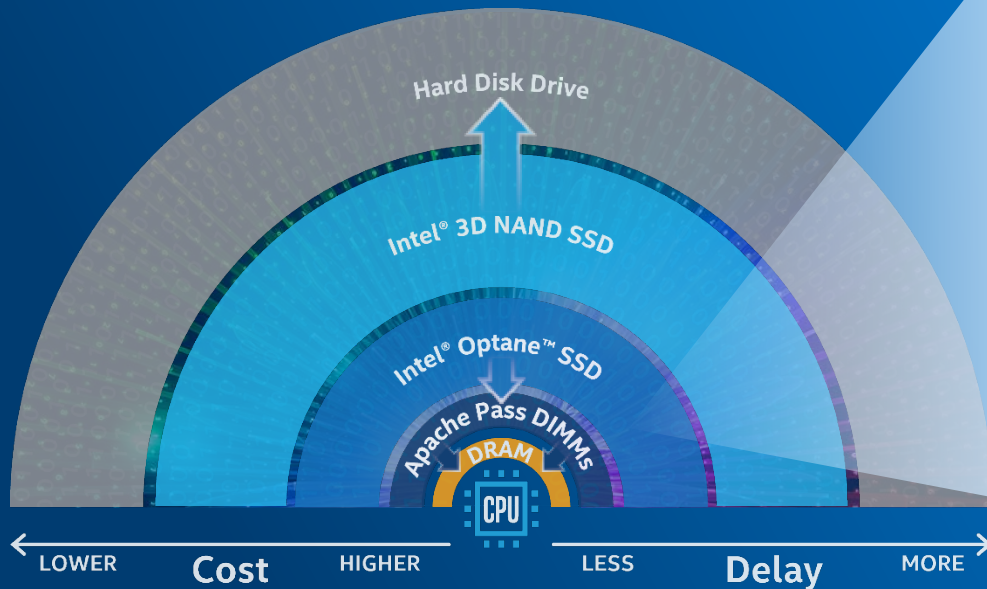 Hard Disk Drive
Intel® 3D NAND SSD
Intel® Optane™ SSD
Apache Pass DIMMs
DRAM
CPU
LOWER Cost HIGHER LESS Delay MORE